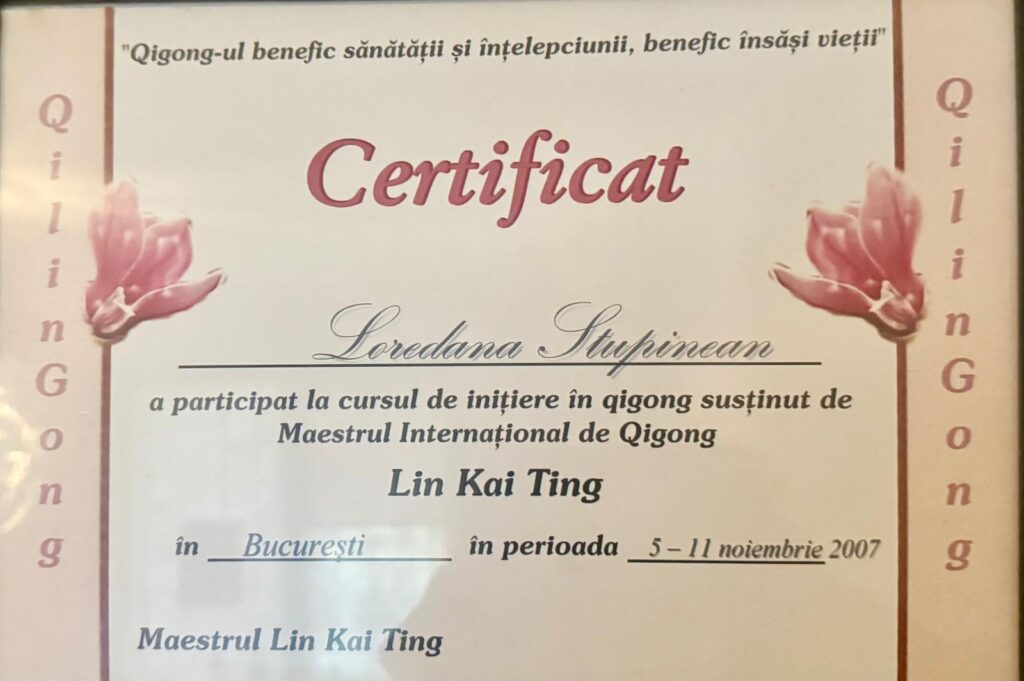 "Qigong-ul benefic sănătății și înțelepciunii, benefic însăși vieții"
QilinGong
Certificat
QilinGong
Loredana Stupinean
a participat la cursul de inițiere în qigong susținut de
Maestrul Internațional de Qigong
Lin Kai Ting
în București în perioada 5 – 11 noiembrie 2007
Maestrul Lin Kai Ting